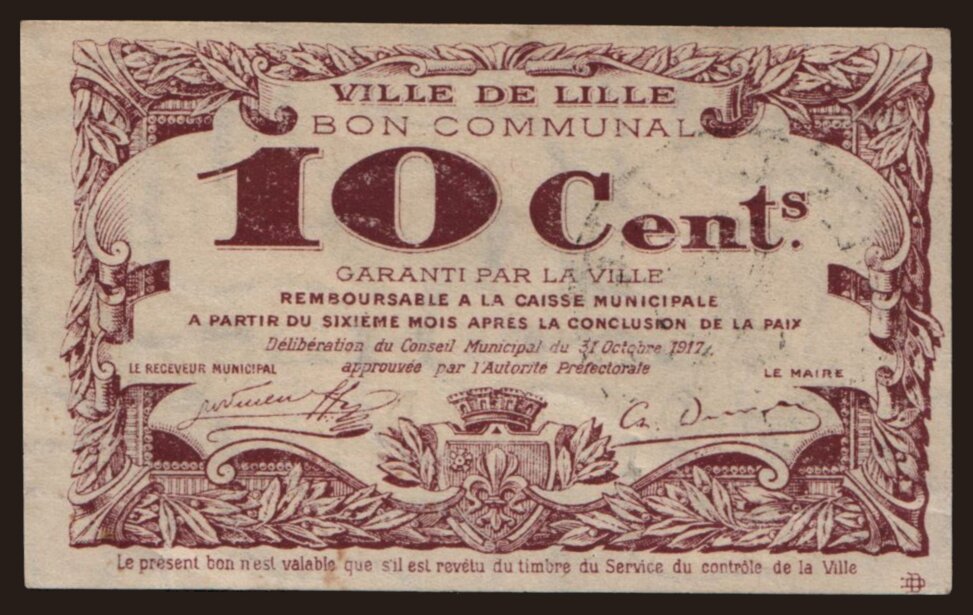 VILLE DE LILLE
BON COMMUNAL
10 Cents.
GARANTI PAR LA VILLE
REMBOURSABLE A LA CAISSE MUNICIPALE
A PARTIR DU SIXIÈME MOIS APRES LA CONCLUSION DE LA PAIX
Délibération du Conseil Municipal du 31 Octobre 1917,
approuvée par l'Autorité Préfectorale
LE RECEVEUR MUNICIPAL
LE MAIRE
Le présent bon n'est valable que s'il est revêtu du timbre du Service du contrôle de la Ville